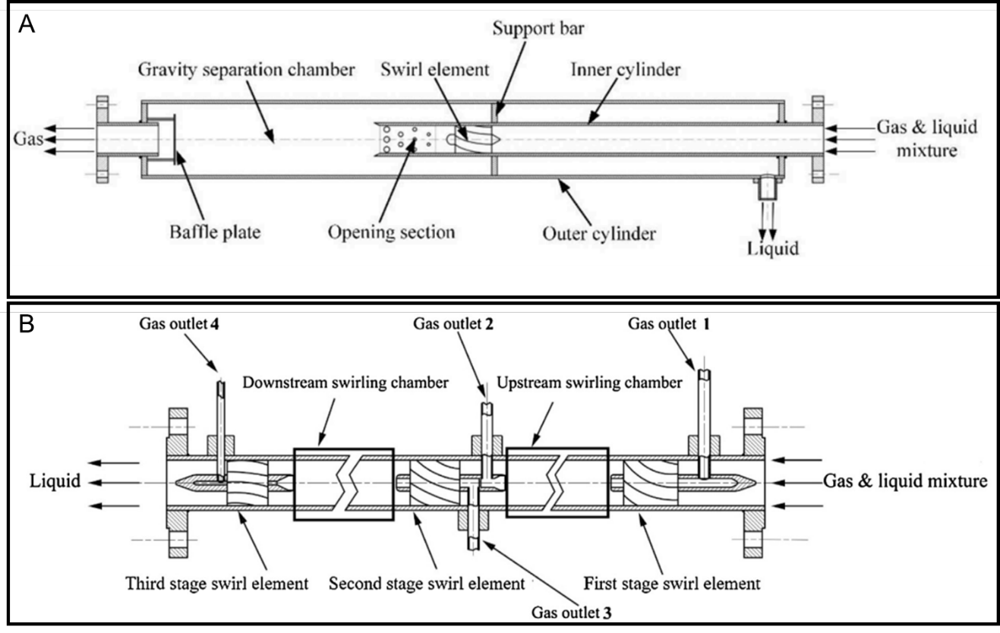 A
Support bar
Gravity separation chamber
Swirl element
Inner cylinder
Gas
Gas & liquid
mixture
Baffle plate
Opening section
Outer cylinder
Liquid
B
Gas outlet 4
Gas outlet 2
Gas outlet 1
Downstream swirling chamber
Upstream swirling chamber
Liquid
Gas & liquid mixture
Third stage swirl element
Second stage swirl element
First stage swirl element
Gas outlet 3